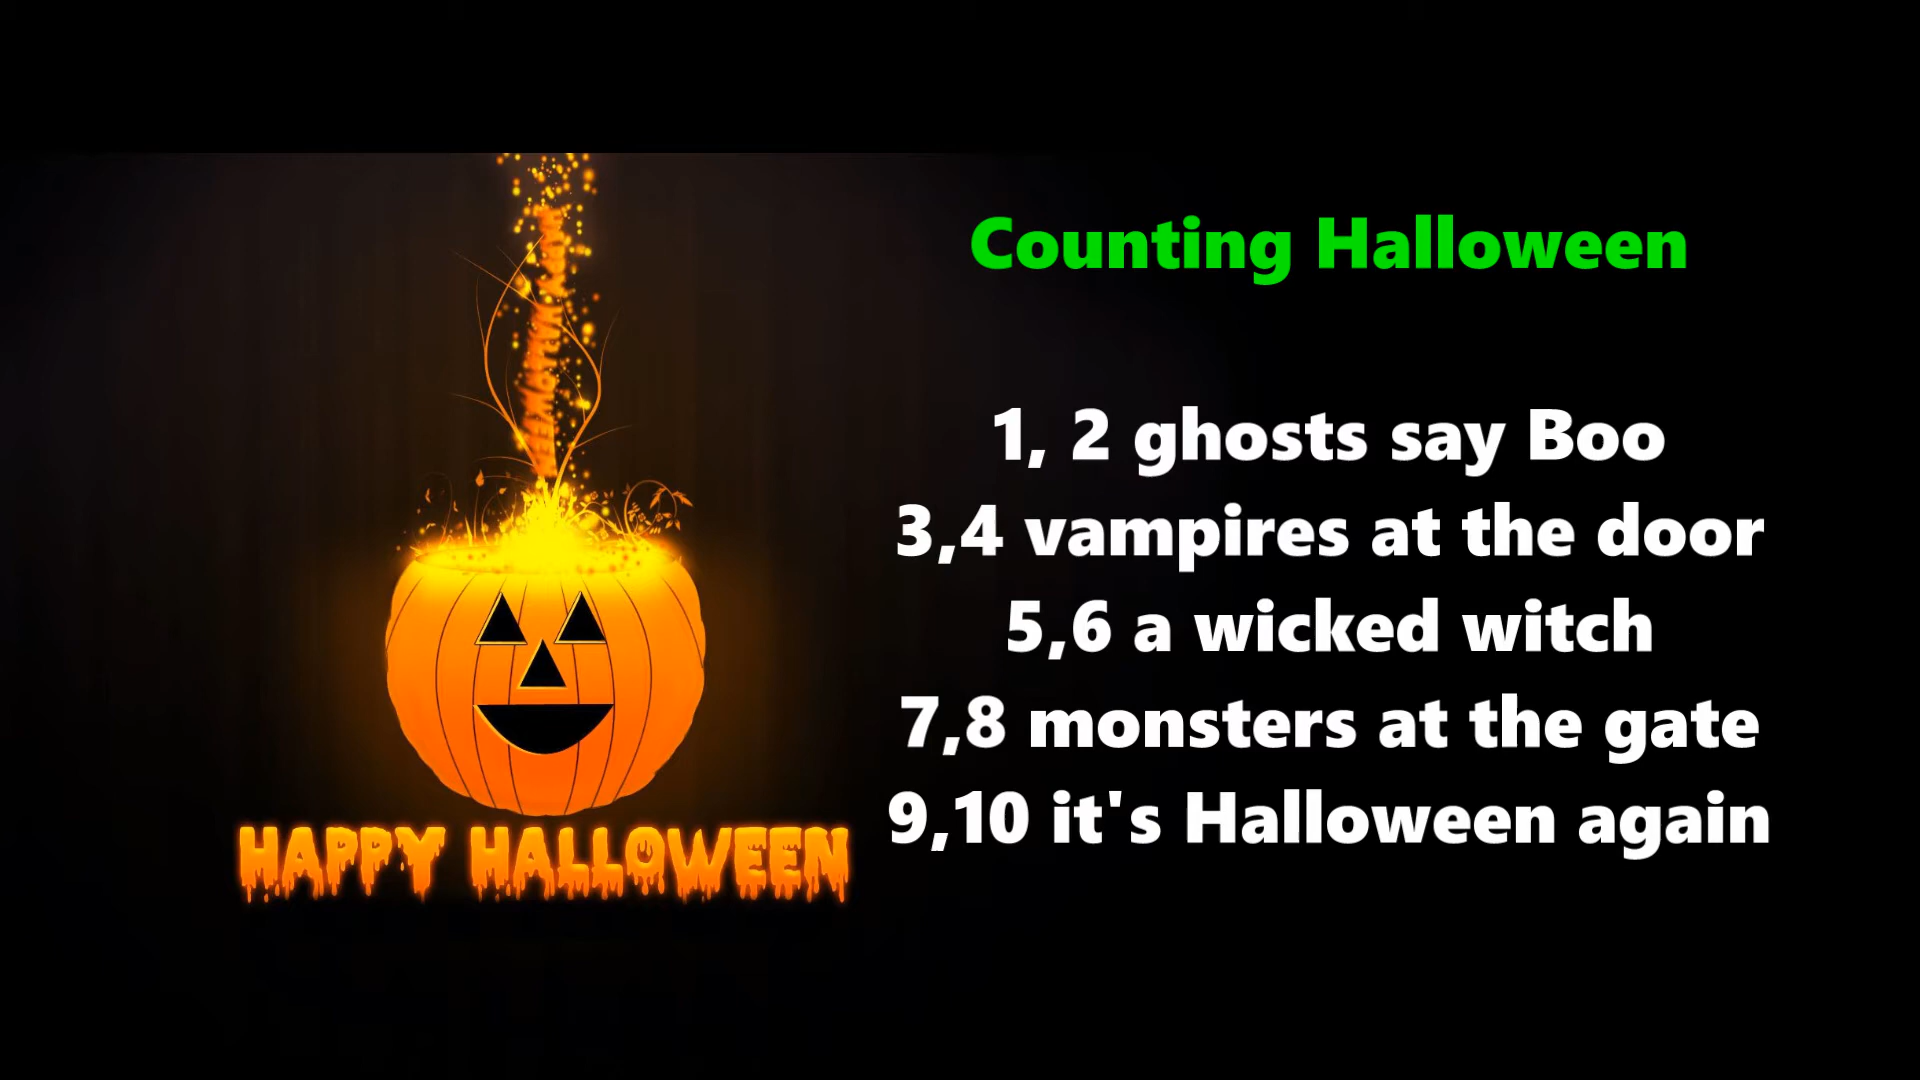 Counting Halloween
1, 2 ghosts say Boo
3,4 vampires at the door
5,6 a wicked witch
7,8 monsters at the gate
9,10 it's Halloween again
HAPPY HALLOWEEN